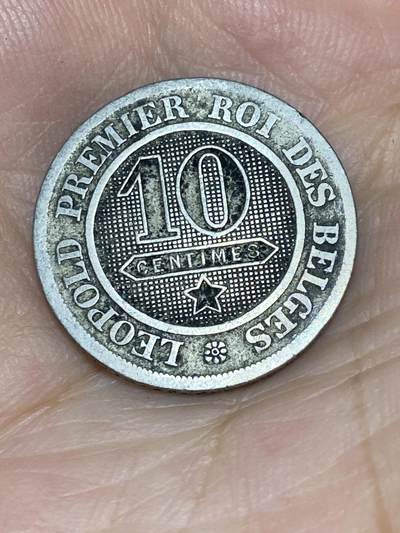 LEOPOLD PREMIER ROI DES BELGES
10
CENTIMES